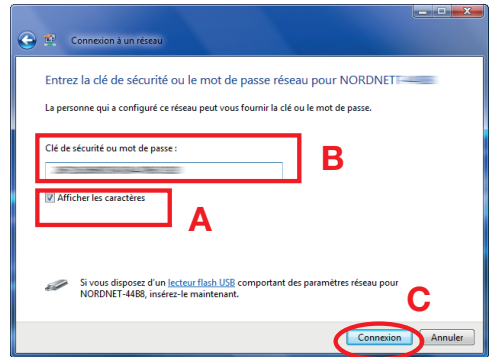 Connexion à un réseau
Entrez la clé de sécurité ou le mot de passe réseau pour NORDNET
La personne qui a configuré ce réseau peut vous fournir la clé ou le mot de passe.
Clé de sécurité ou mot de passe :
B
Afficher les caractères
A
Si vous disposez d'un lecteur flash USB comportant des paramètres réseau pour
NORDNET-44B8, insérez-le maintenant.
C
Connexion Annuler